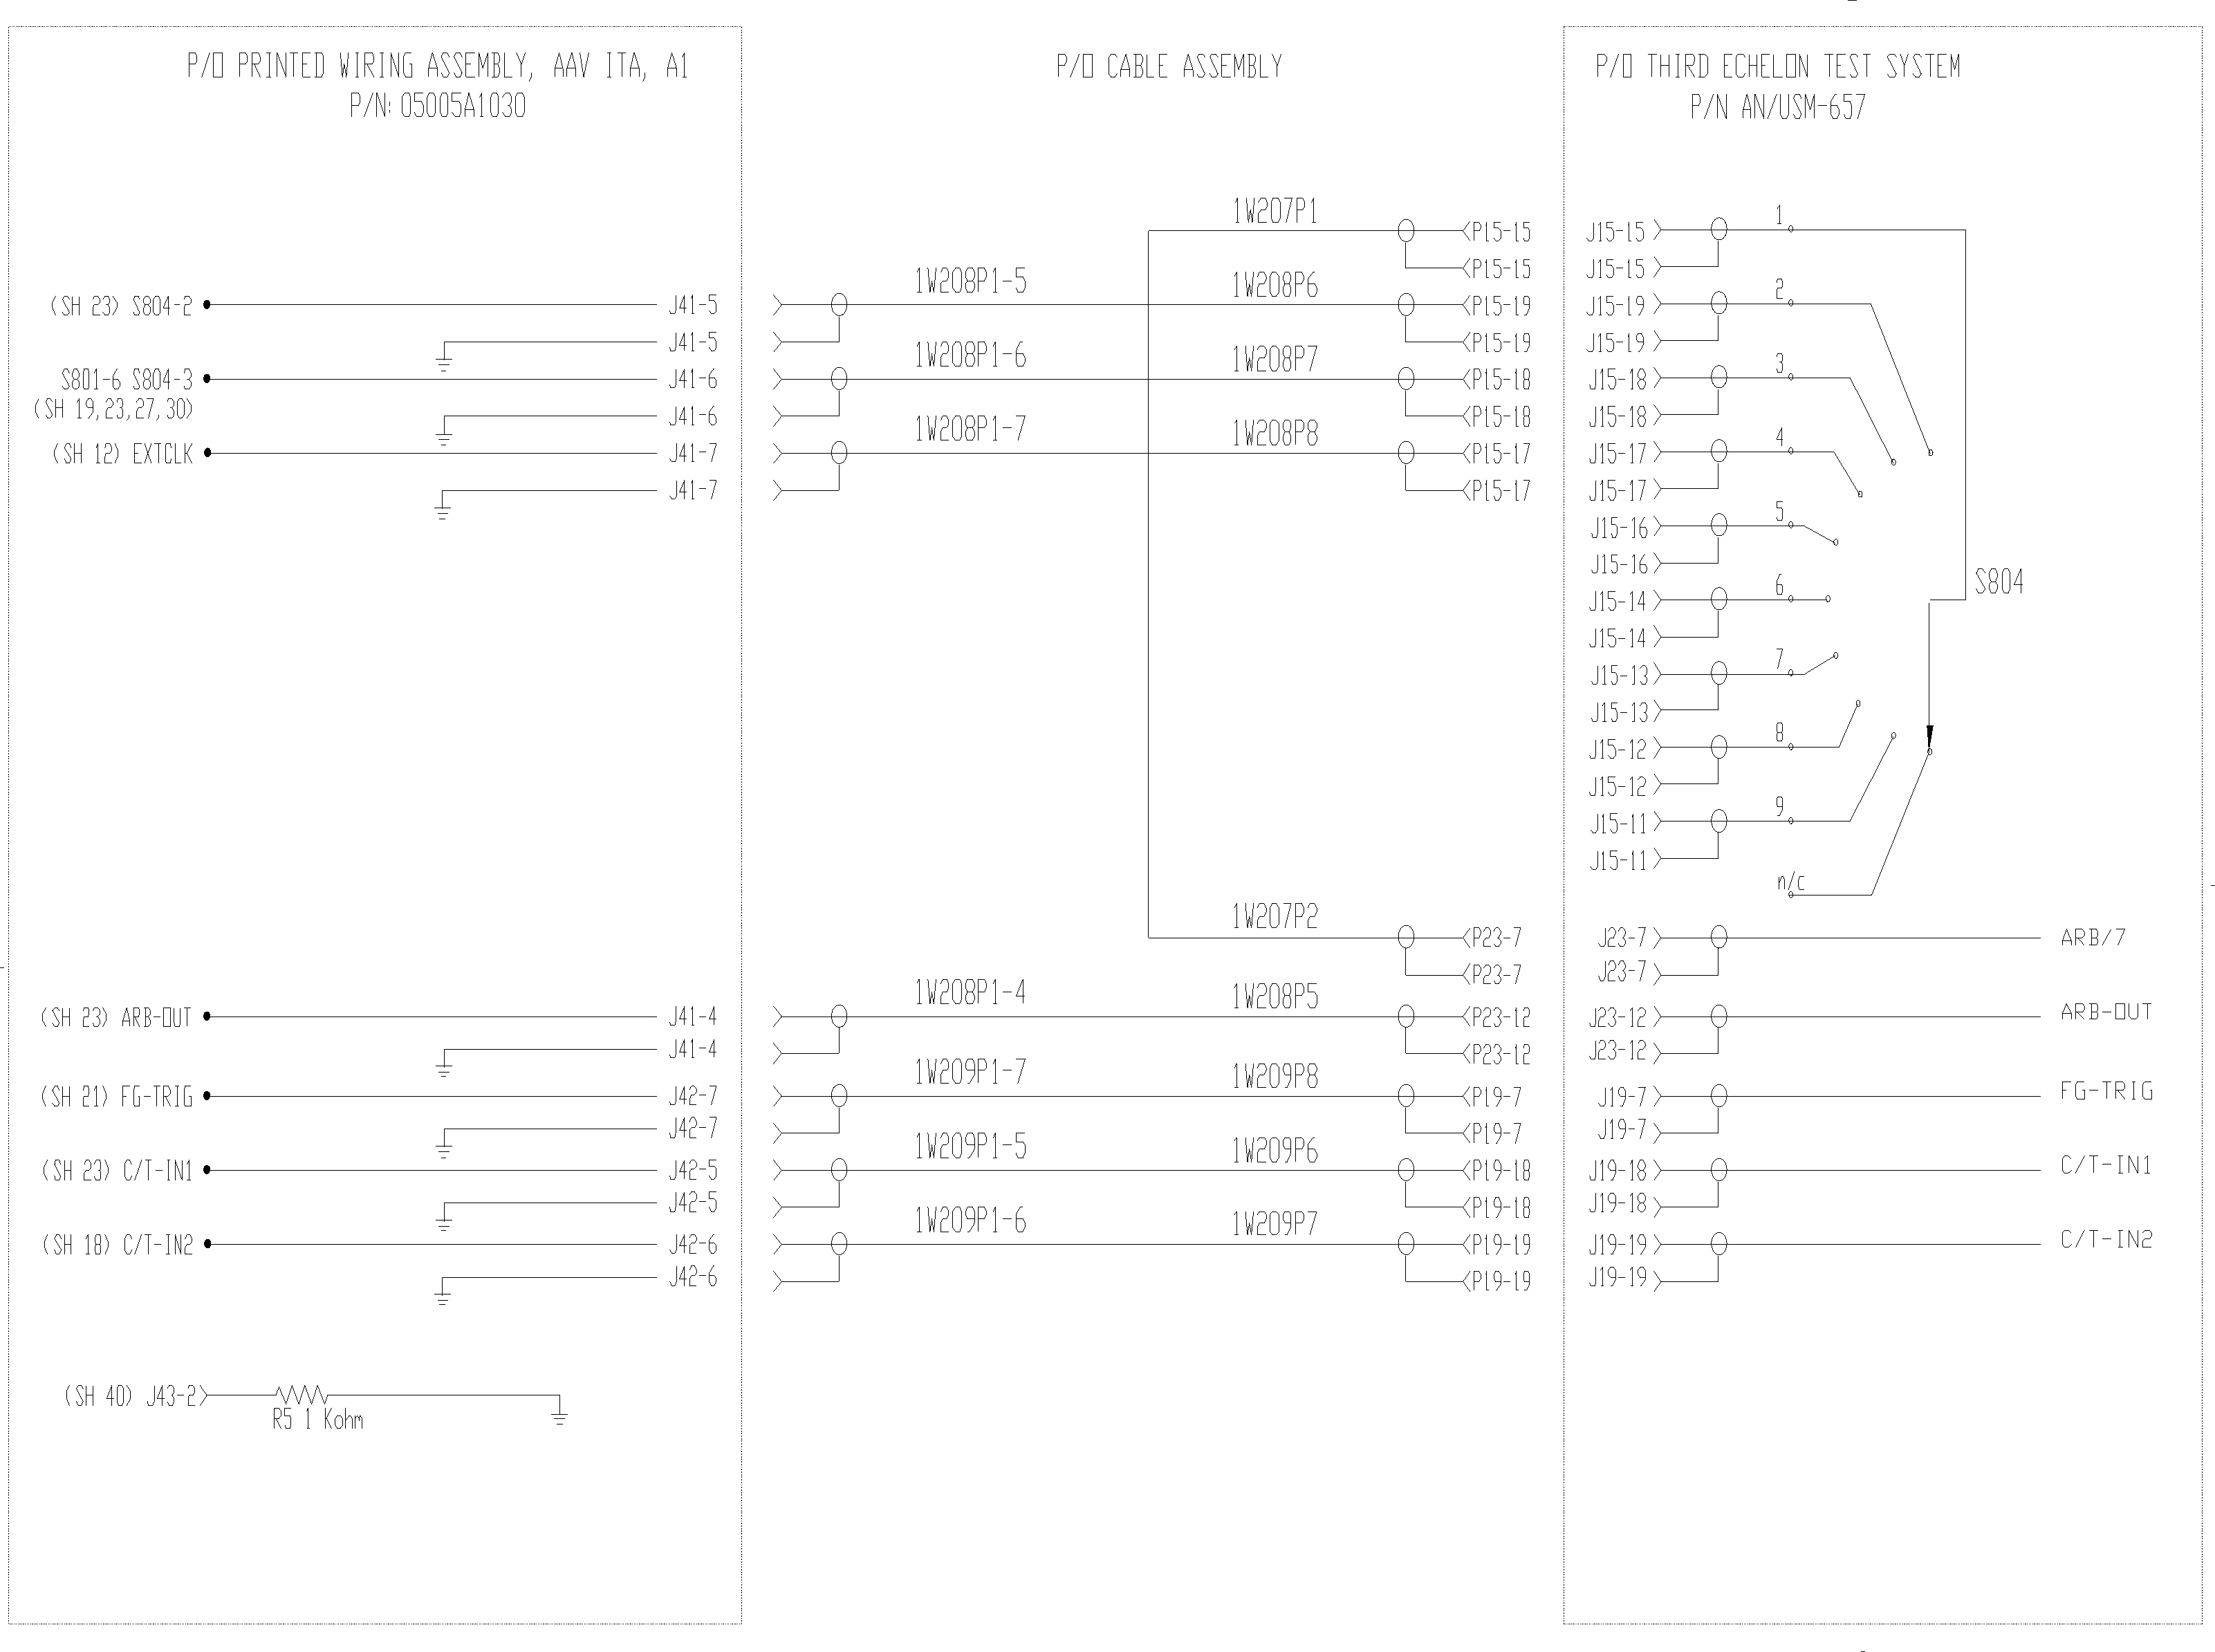 P/O PRINTED WIRING ASSEMBLY, AAV ITA, A1
P/N: 05005A1030
(SH 23) S804-2
J41-5
J41-5
S801-6 S804-3
J41-6
(SH 19,23,27,30)
J41-6
(SH 12) EXTCLK
J41-7
J41-7
(SH 23) ARB-OUT
J41-4
J41-4
(SH 21) FG-TRIG
J42-7
J42-7
(SH 23) C/T-IN1
J42-5
J42-5
(SH 18) C/T-IN2
J42-6
J42-6
(SH 40) J43-2
R5 1 Kohm
P/O CABLE ASSEMBLY
1W207P1
P15-15
P15-15
1W208P1-5
1W208P6
P15-19
P15-19
1W208P1-6
1W208P7
P15-18
P15-18
1W208P1-7
1W208P8
P15-17
P15-17
1W207P2
P23-7
P23-7
1W208P1-4
1W208P5
P23-12
P23-12
1W209P1-7
1W209P8
P19-7
P19-7
1W209P1-5
1W209P6
P19-18
P19-18
1W209P1-6
1W209P7
P19-19
P19-19
P/O THIRD ECHELON TEST SYSTEM
P/N AN/USM-657
J15-15
1
J15-15
J15-19
2
J15-19
J15-18
3
J15-18
J15-17
4
J15-17
J15-16
5
J15-16
J15-14
6
S804
J15-14
J15-13
7
J15-13
J15-12
8
J15-12
J15-11
9
J15-11
n/c
J23-7
ARB/7
J23-7
J23-12
ARB-OUT
J23-12
J19-7
FG-TRIG
J19-7
J19-18
C/T-IN1
J19-18
J19-19
C/T-IN2
J19-19